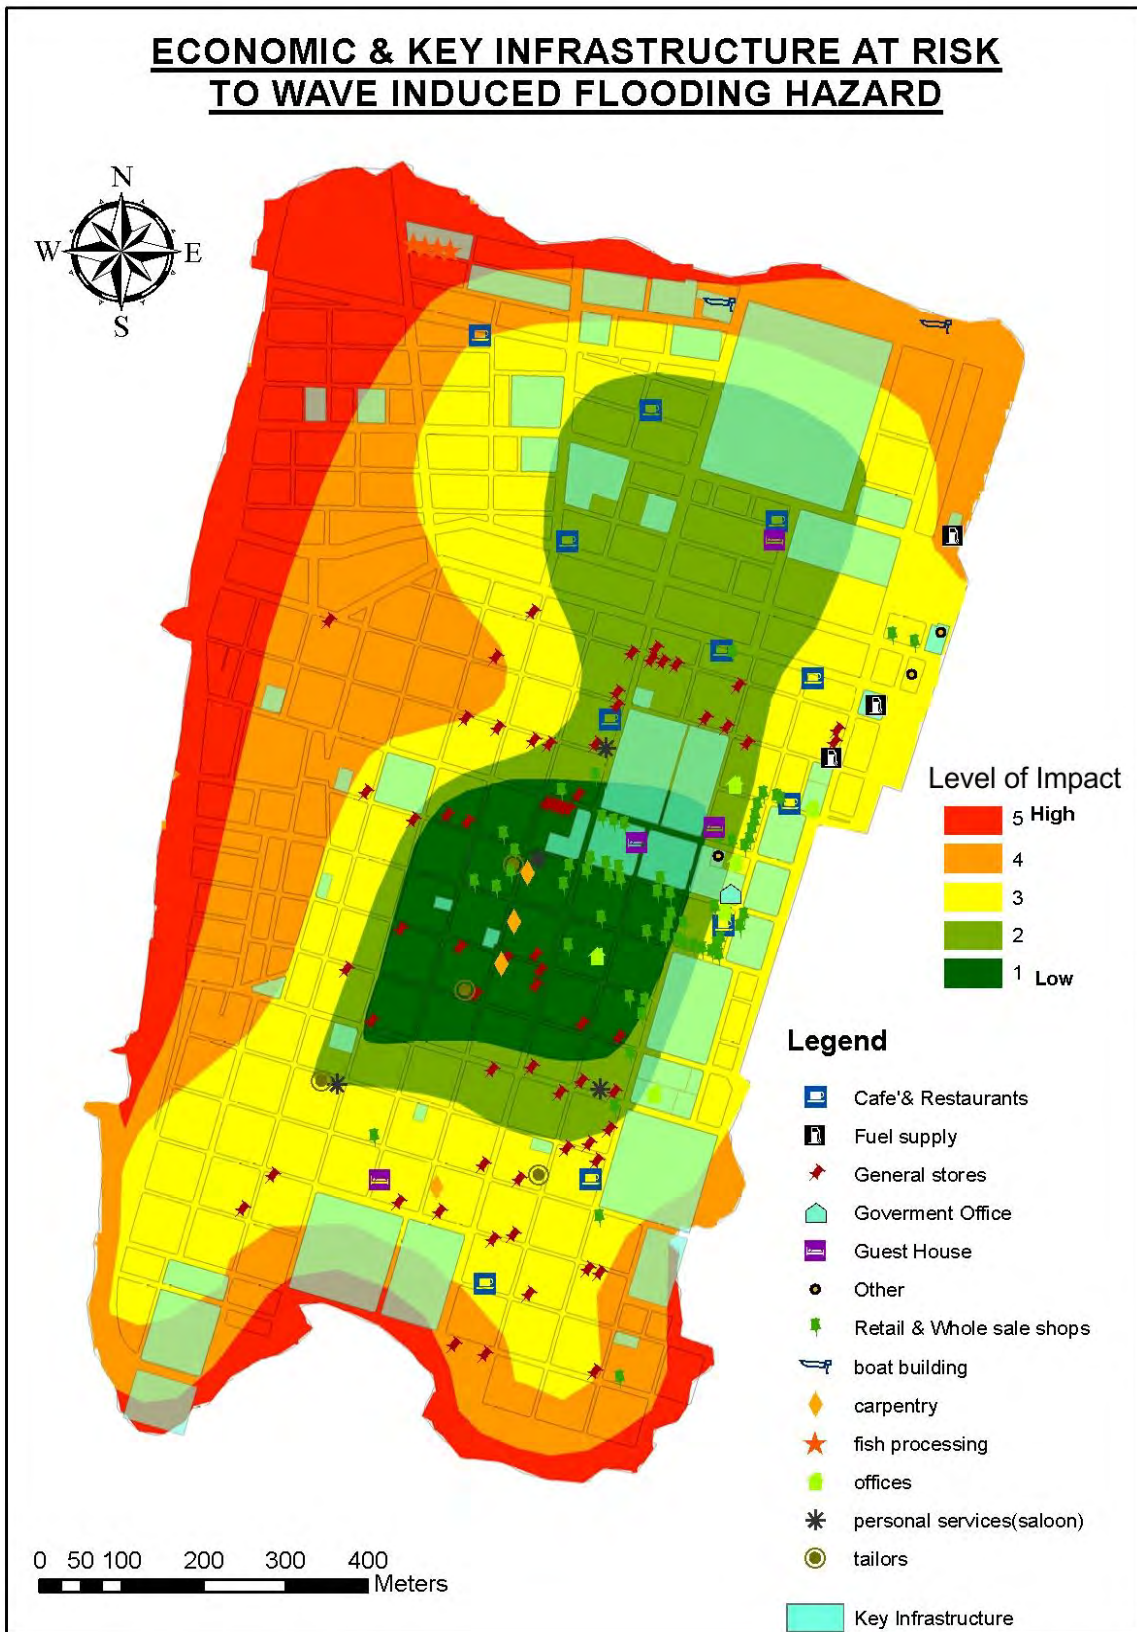 ECONOMIC & KEY INFRASTRUCTURE AT RISK
TO WAVE INDUCED FLOODING HAZARD
N
W E
S
Level of Impact
5 High
4
3
2
1 Low
Legend
Cafe'& Restaurants
Fuel supply
General stores
Goverment Office
Guest House
Other
Retail & Whole sale shops
boat building
carpentry
fish processing
offices
personal services(saloon)
tailors
Key Infrastructure
0 50 100 200 300 400
Meters